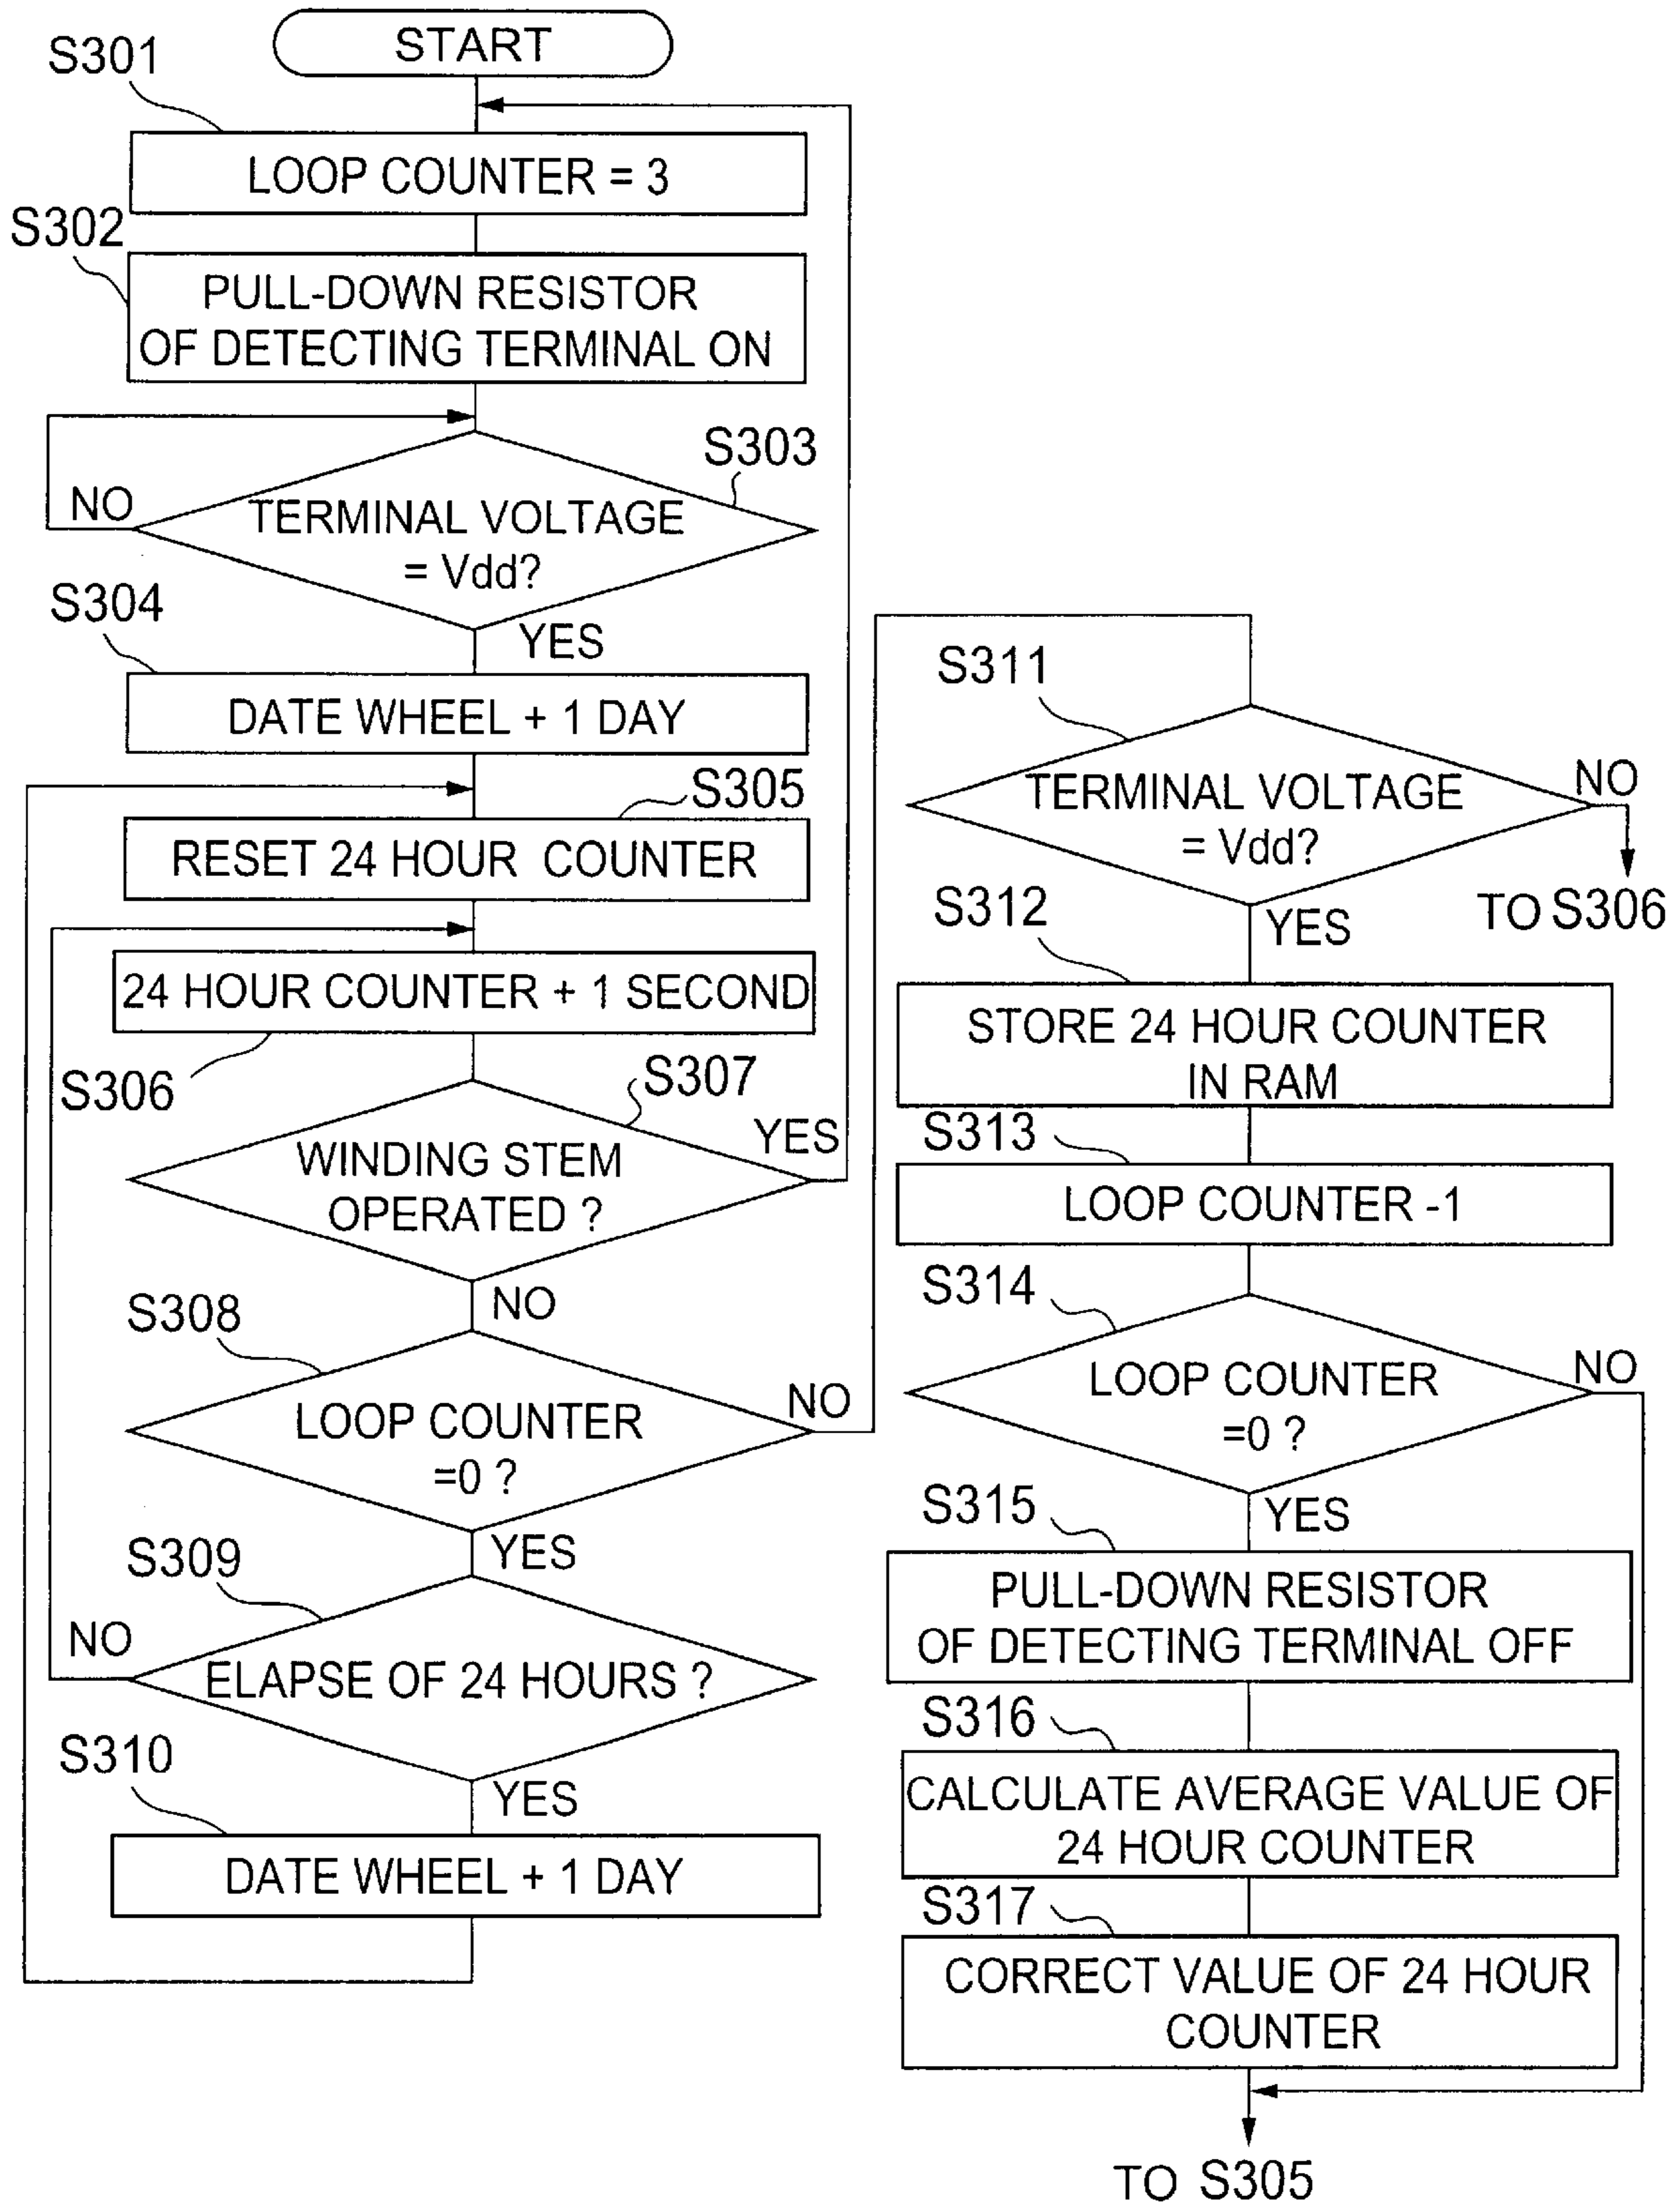 START
S301
LOOP COUNTER = 3
S302
PULL-DOWN RESISTOR
OF DETECTING TERMINAL ON
S303
NO
TERMINAL VOLTAGE
= Vdd?
S304
YES
DATE WHEEL + 1 DAY
S305
RESET 24 HOUR COUNTER
24 HOUR COUNTER + 1 SECOND
S306
S307
YES
WINDING STEM
OPERATED ?
NO
S308
NO
LOOP COUNTER
=0 ?
YES
S309
NO
ELAPSE OF 24 HOURS ?
S310
YES
DATE WHEEL + 1 DAY
S311
NO
TERMINAL VOLTAGE
= Vdd?
TO S306
S312
YES
STORE 24 HOUR COUNTER
IN RAM
S313
LOOP COUNTER -1
S314
NO
LOOP COUNTER
=0 ?
S315
YES
PULL-DOWN RESISTOR
OF DETECTING TERMINAL OFF
S316
CALCULATE AVERAGE VALUE OF
24 HOUR COUNTER
S317
CORRECT VALUE OF 24 HOUR
COUNTER
TO S305